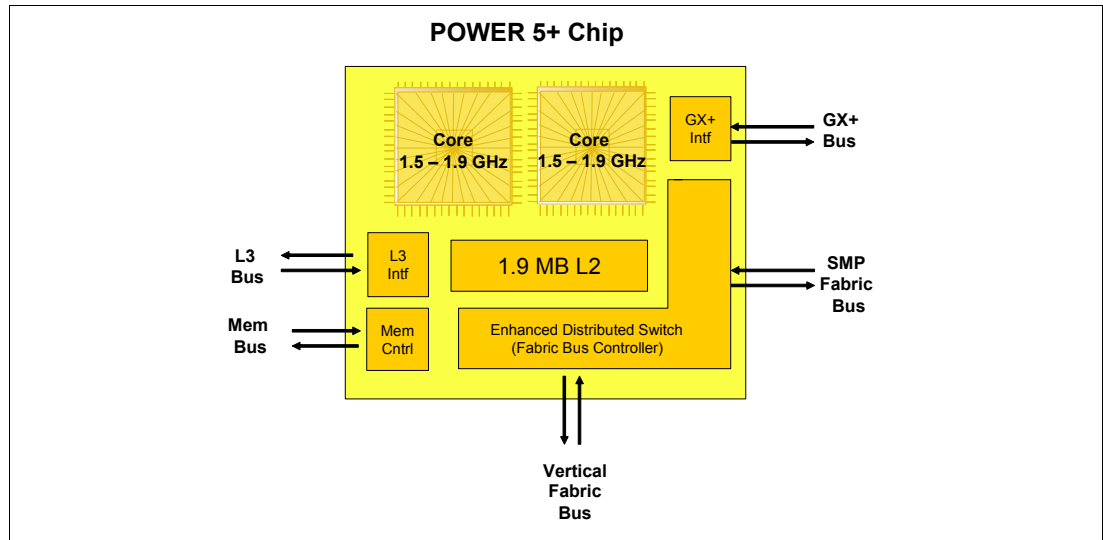 POWER 5+ Chip
Core
1.5 – 1.9 GHz
Core
1.5 – 1.9 GHz
GX+
Intf
GX+
Bus
L3
Bus
L3
Intf
1.9 MB L2
SMP
Fabric
Bus
Mem
Bus
Mem
Cntrl
Enhanced Distributed Switch
(Fabric Bus Controller)
Vertical
Fabric
Bus